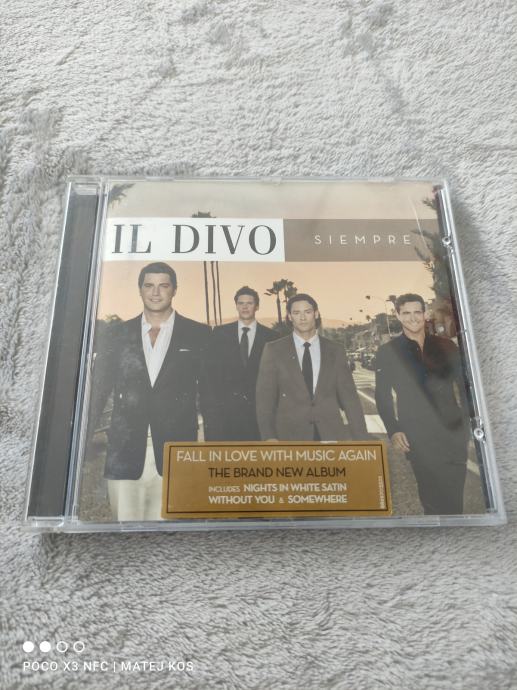 IL DIVO
SIEMPRE
FALL IN LOVE WITH MUSIC AGAIN
THE BRAND NEW ALBUM
INCLUDES NIGHTS IN WHITE SATIN
WITHOUT YOU & SOMEWHERE
POCO X3 NFC | MATEJ KOS